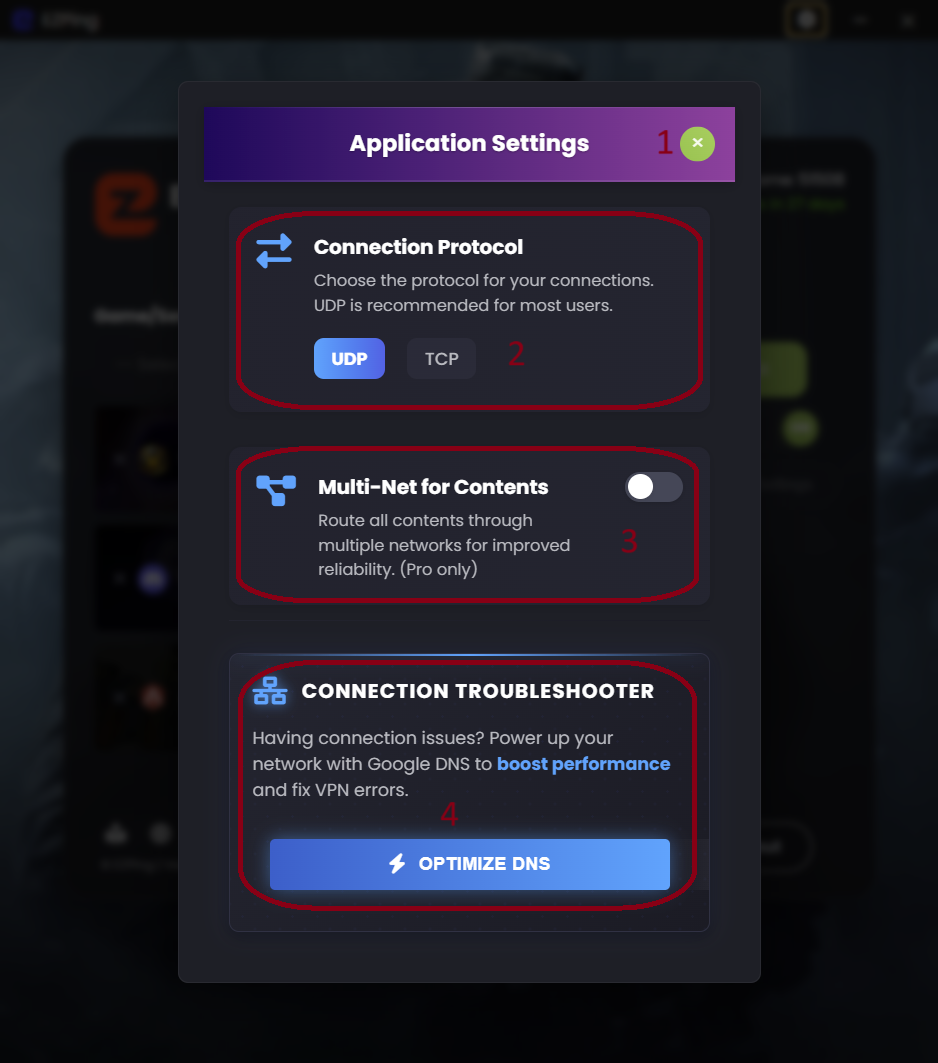 EZPing
Application Settings
1
Connection Protocol
Choose the protocol for your connections.
UDP is recommended for most users.
UDP
TCP
2
Multi-Net for Contents
Route all contents through
multiple networks for improved
reliability. (Pro only)
3
CONNECTION TROUBLESHOOTER
Having connection issues? Power up your
network with Google DNS to boost performance
and fix VPN errors.
4
OPTIMIZE DNS